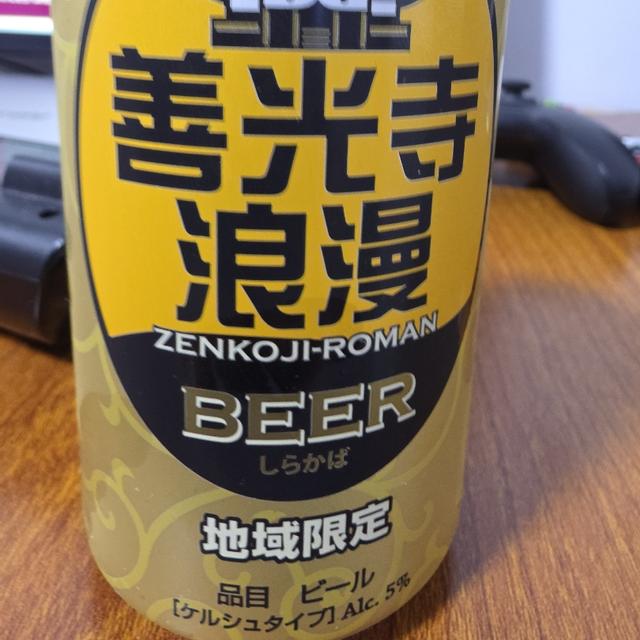 善光寺
浪漫
ZENKOJI-ROMAN
BEER
しらかば
地域限定
品目 ビール
[ケルシュタイプ] Alc. 5%